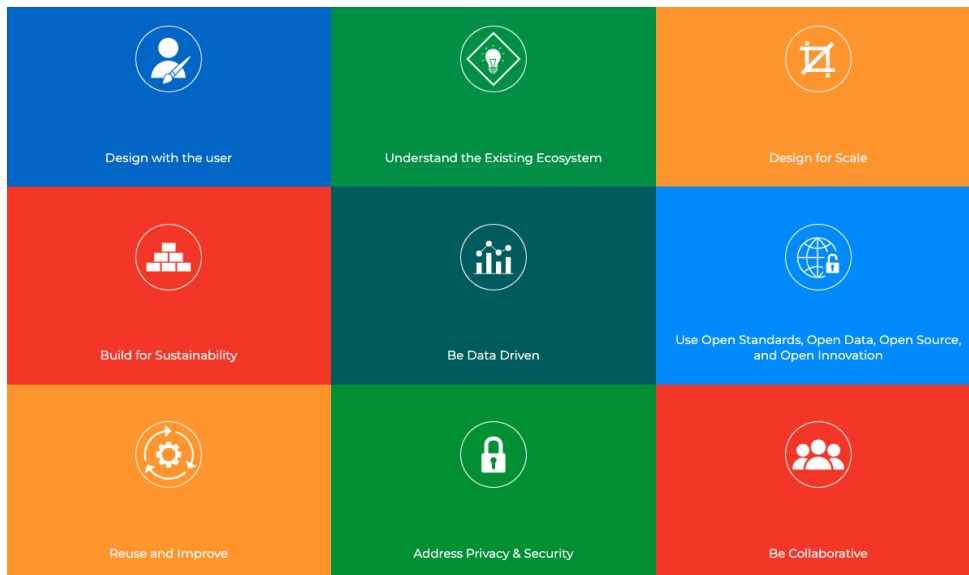 Design with the user
Understand the Existing Ecosystem
Design for Scale
Build for Sustainability
Be Data Driven
Use Open Standards, Open Data, Open Source,
and Open Innovation
Reuse and Improve
Address Privacy & Security
Be Collaborative